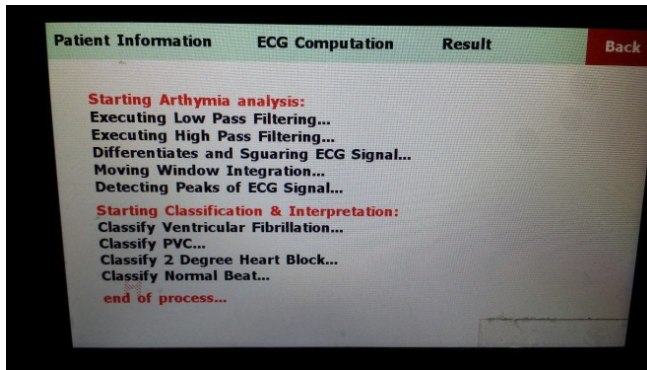 Patient Information ECG Computation Result Back
Starting Arthymia analysis:
Executing Low Pass Filtering...
Executing High Pass Filtering...
Differentiates and Sguaring ECG Signal...
Moving Window Integration...
Detecting Peaks of ECG Signal...
Starting Classification & Interpretation:
Classify Ventricular Fibrillation...
Classify PVC...
Classify 2 Degree Heart Block...
Classify Normal Beat...
end of process...